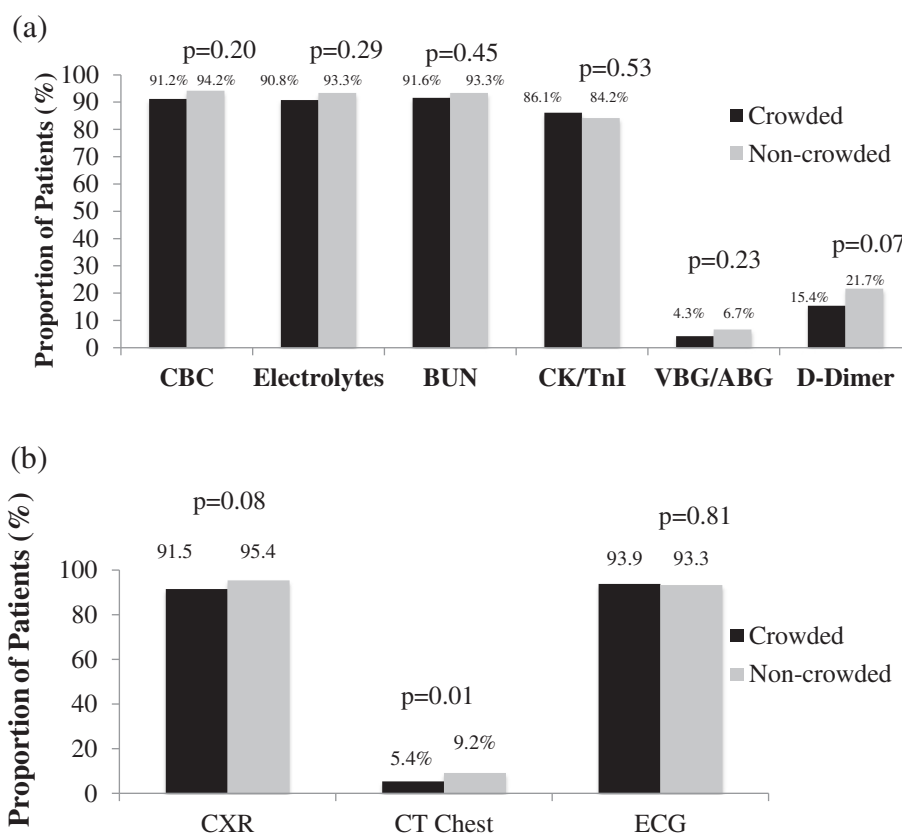 (a)
p=0.20 p=0.29 p=0.45 p=0.53
91.2% 94.2% 90.8% 93.3% 91.6% 93.3% 86.1% 84.2%
Proportion of Patients (%)
100
90
80
70
60
50
40
30
20
10
0
Crowded
Non-crowded
p=0.23 p=0.07
4.3% 6.7% 15.4% 21.7%
CBC Electrolytes BUN CK/TnI VBG/ABG D-Dimer
(b)
p=0.08 p=0.81
91.5 95.4 93.9 93.3
Proportion of Patients (%)
100
80
60
40
20
0
Crowded
Non-crowded
p=0.01
5.4% 9.2%
CXR CT Chest ECG